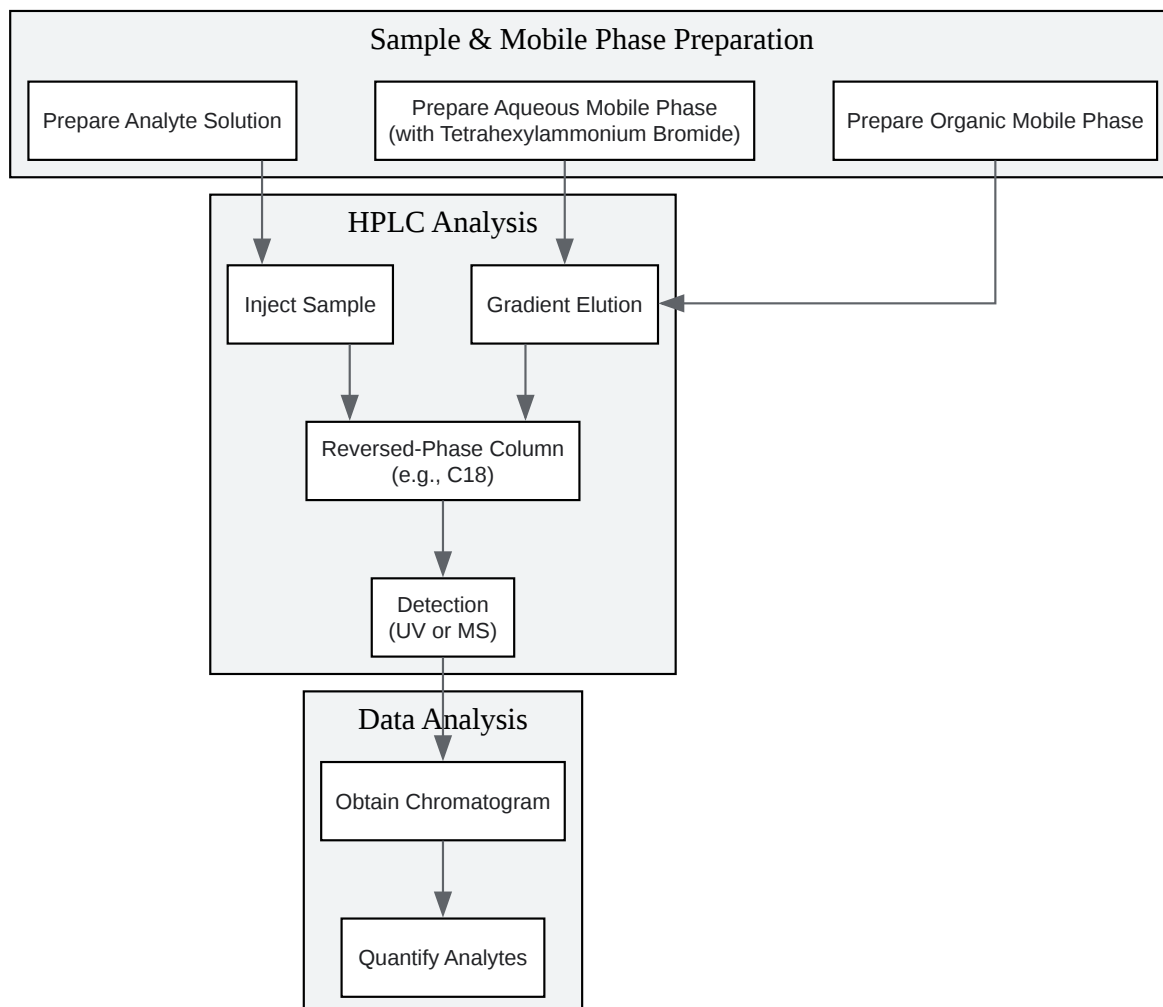 Sample & Mobile Phase Preparation
Prepare Analyte Solution
Prepare Aqueous Mobile Phase
(with Tetrahexylammonium Bromide)
Prepare Organic Mobile Phase
HPLC Analysis
Inject Sample
Gradient Elution
Reversed-Phase Column
(e.g., C18)
Detection
(UV or MS)
Data Analysis
Obtain Chromatogram
Quantify Analytes